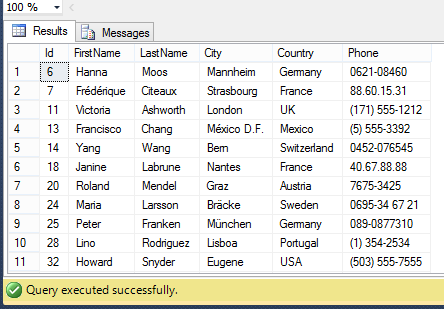 100 %
Results Messages
Id FirstName LastName City Country Phone
1 6 Hanna Moos Mannheim Germany 0621-08460
2 7 Frédérique Citeaux Strasbourg France 88.60.15.31
3 11 Victoria Ashworth London UK (171) 555-1212
4 13 Francisco Chang México D.F. Mexico (5) 555-3392
5 14 Yang Wang Bern Switzerland 0452-076545
6 18 Janine Labrune Nantes France 40.67.88.88
7 20 Roland Mendel Graz Austria 7675-3425
8 24 Maria Larsson Bräcke Sweden 0695-34 67 21
9 25 Peter Franken München Germany 089-0877310
10 28 Lino Rodriguez Lisboa Portugal (1) 354-2534
11 32 Howard Snyder Eugene USA (503) 555-7555
Query executed successfully.